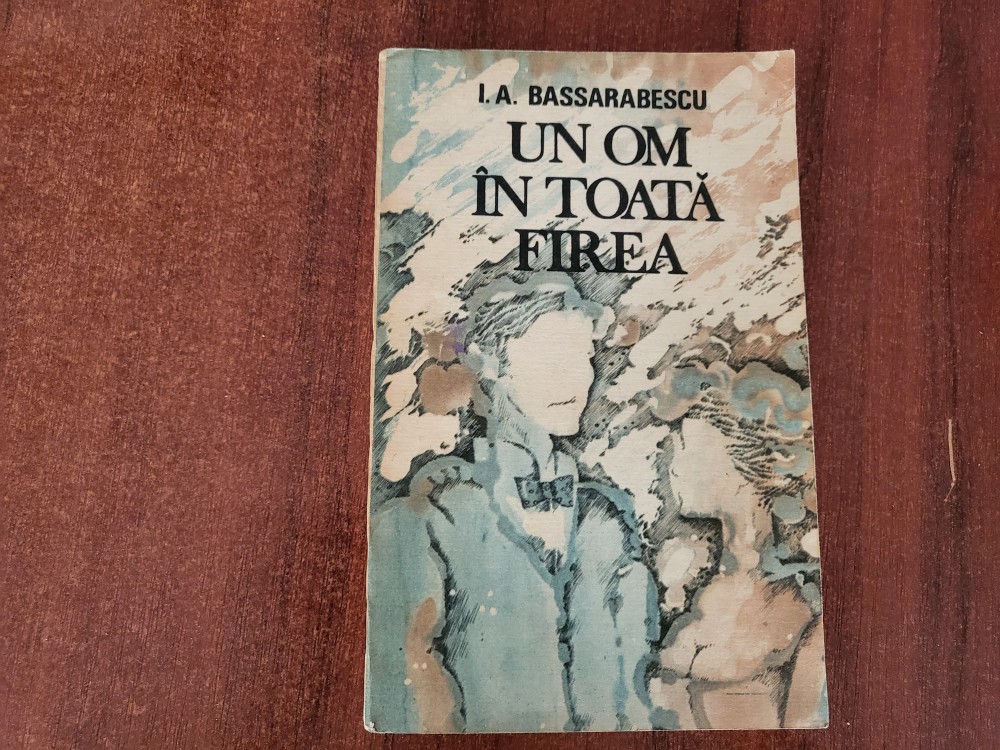 I. A. BASSARABESCU
UN OM
ÎN TOATĂ
FIREA